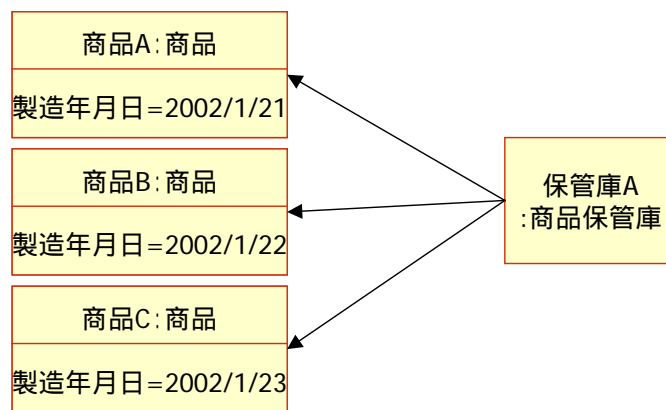 商品A:商品
製造年月日=2002/1/21
商品B:商品
製造年月日=2002/1/22
商品C:商品
製造年月日=2002/1/23
保管庫A
:商品保管庫